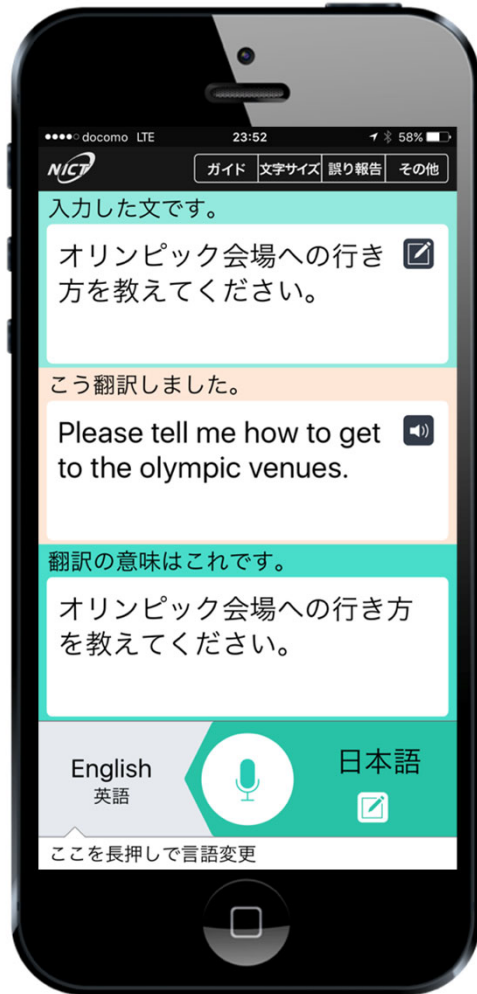 docomo LTE 23:52 58%
NICT ガイド 文字サイズ 誤り報告 その他
入力した文です。
オリンピック会場への行き
方を教えてください。
こう翻訳しました。
Please tell me how to get
to the olympic venues.
翻訳の意味はこれです。
オリンピック会場への行き方
を教えてください。
English
英語
日本語
ここを長押しで言語変更